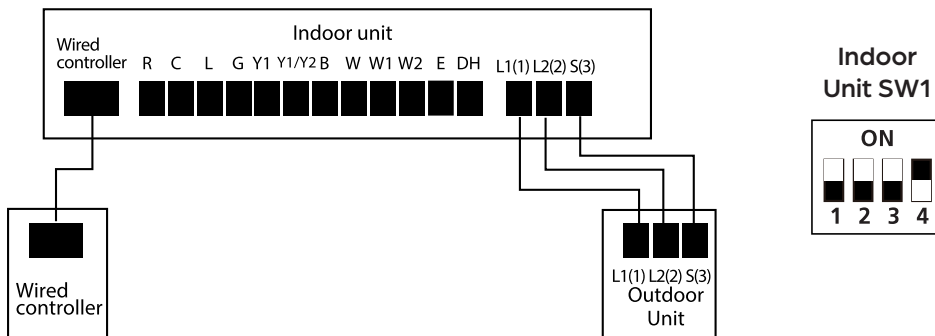 Indoor unit
Wired
controller R C L G Y1 Y1/Y2 B W W1 W2 E DH L1(1) L2(2) S(3)
Indoor
Unit SW1
ON
1 2 3 4
Wired
controller
L1(1) L2(2) S(3)
Outdoor
Unit